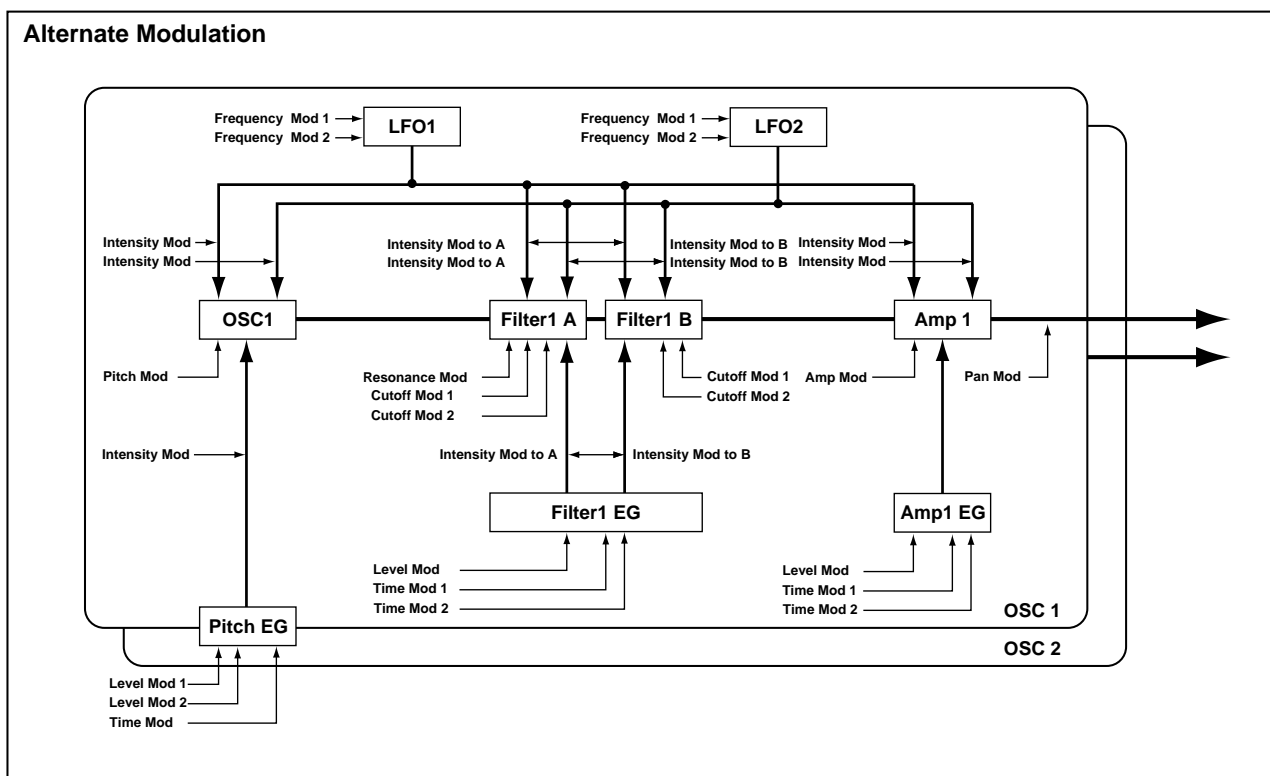 Alternate Modulation
Frequency Mod 1
Frequency Mod 2
LFO1
Frequency Mod 1
Frequency Mod 2
LFO2
Intensity Mod
Intensity Mod
Intensity Mod to A
Intensity Mod to A
Intensity Mod to B
Intensity Mod to B
Intensity Mod
Intensity Mod
OSC1
Filter1 A
Filter1 B
Amp 1
Pitch Mod
Resonance Mod
Cutoff Mod 1
Cutoff Mod 2
Cutoff Mod 1
Cutoff Mod 2
Amp Mod
Pan Mod
Intensity Mod
Intensity Mod to A
Intensity Mod to B
Filter1 EG
Amp1 EG
Level Mod
Time Mod 1
Time Mod 2
Level Mod
Time Mod 1
Time Mod 2
OSC 1
Pitch EG
OSC 2
Level Mod 1
Level Mod 2
Time Mod